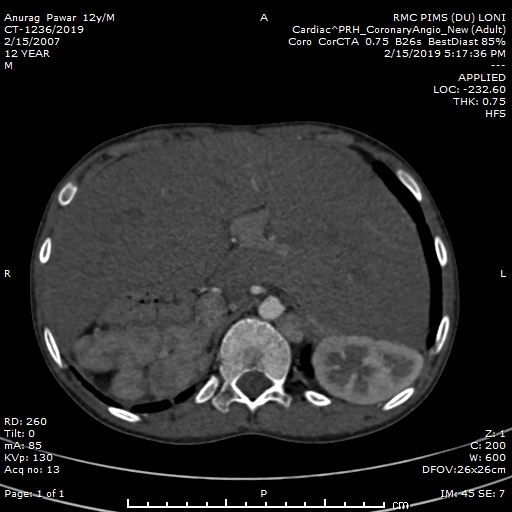 Anurag Pawar 12y/M
CT-1236/2019
2/15/2007
12 YEAR
M
A
RMC PIMS (DU) LONI
Cardiac^PRH_CoronaryAngio_New (Adult)
Coro CorCTA 0.75 B26s BestDiast 85%
2/15/2019 5:17:36 PM
---
APPLIED
LOC: -232.60
THK: 0.75
HFS
R
L
RD: 260
Tilt: 0
mA: 85
KVp: 130
Acq no: 13
Page: 1 of 1
P
cm
Z: 1
C: 200
W: 600
DFOV:26x26cm
IM: 45 SE: 7